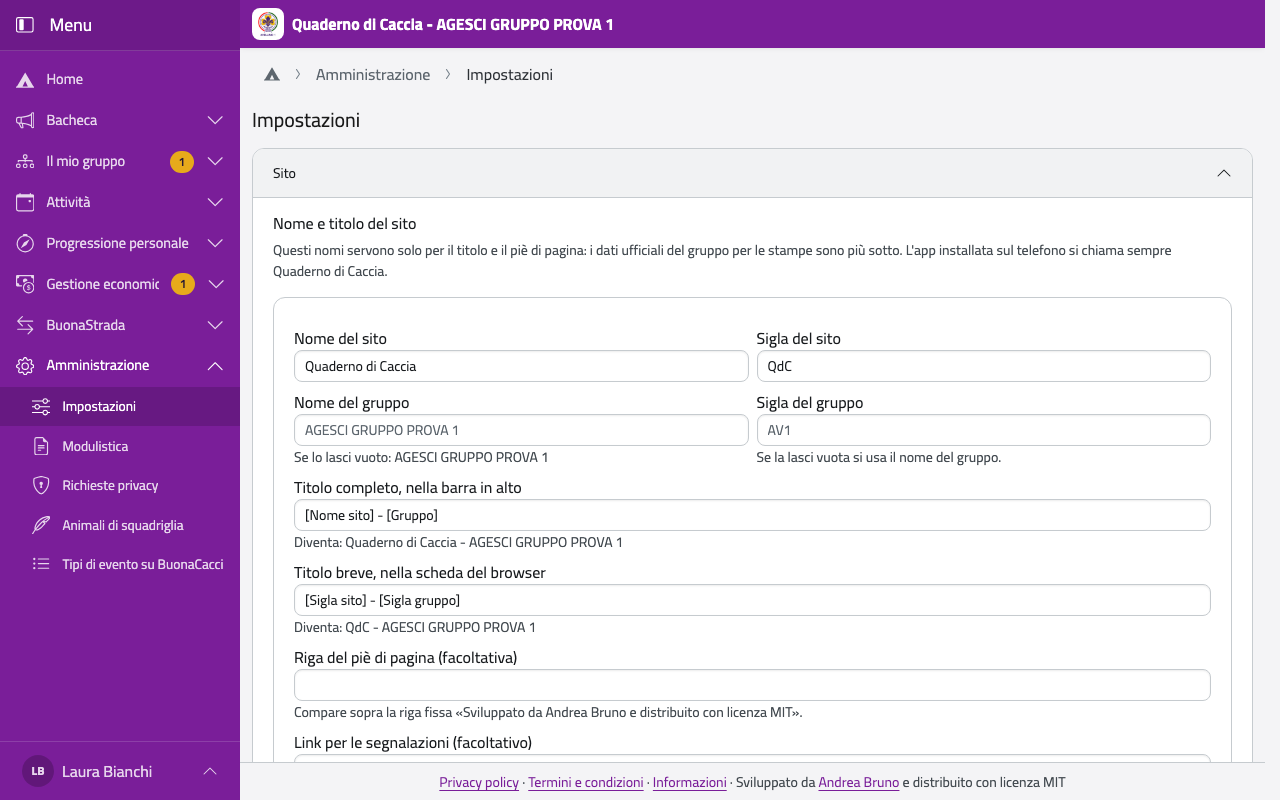 Menu
Quaderno di Caccia - AGESCI GRUPPO PROVA 1
Home
Bacheca
Il mio gruppo 1
Attività
Progressione personale
Gestione economic 1
BuonaStrada
Amministrazione
Impostazioni
Modulistica
Richieste privacy
Animali di squadriglia
Tipi di evento su BuonaCacci
LB Laura Bianchi
Amministrazione Impostazioni
Impostazioni
Sito
Nome e titolo del sito
Questi nomi servono solo per il titolo e il piè di pagina: i dati ufficiali del gruppo per le stampe sono più sotto. L'app installata sul telefono si chiama sempre
Quaderno di Caccia.
Nome del sito
Quaderno di Caccia
Sigla del sito
QdC
Nome del gruppo
AGESCI GRUPPO PROVA 1
Se lo lasci vuoto: AGESCI GRUPPO PROVA 1
Sigla del gruppo
AV1
Se la lasci vuota si usa il nome del gruppo.
Titolo completo, nella barra in alto
[Nome sito] - [Gruppo]
Diventa: Quaderno di Caccia - AGESCI GRUPPO PROVA 1
Titolo breve, nella scheda del browser
[Sigla sito] - [Sigla gruppo]
Diventa: QdC - AGESCI GRUPPO PROVA 1
Riga del piè di pagina (facoltativa)
Compare sopra la riga fissa «Sviluppato da Andrea Bruno e distribuito con licenza MIT».
Link per le segnalazioni (facoltativo)
Privacy policy · Termini e condizioni · Informazioni · Sviluppato da Andrea Bruno e distribuito con licenza MIT